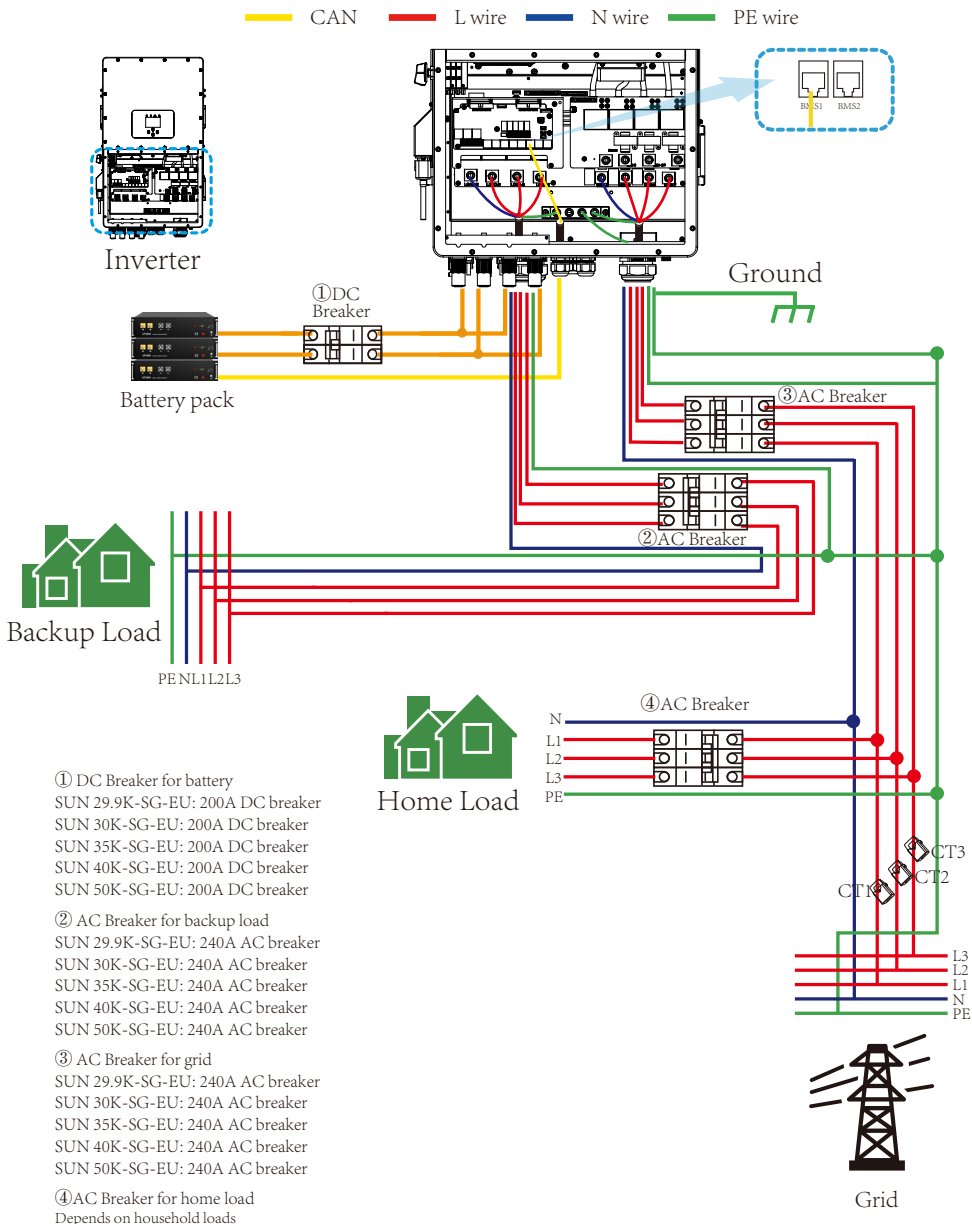 CAN L wire N wire PE wire
BMS1 BMS2
Inverter
Ground
①DC
Breaker
Battery pack
③AC Breaker
②AC Breaker
Backup Load
PE N L1 L2 L3
④AC Breaker
N
L1
L2
L3
PE
Home Load
CT3
CT2
CT1
① DC Breaker for battery
SUN 29.9K-SG-EU: 200A DC breaker
SUN 30K-SG-EU: 200A DC breaker
SUN 35K-SG-EU: 200A DC breaker
SUN 40K-SG-EU: 200A DC breaker
SUN 50K-SG-EU: 200A DC breaker
② AC Breaker for backup load
SUN 29.9K-SG-EU: 240A AC breaker
SUN 30K-SG-EU: 240A AC breaker
SUN 35K-SG-EU: 240A AC breaker
SUN 40K-SG-EU: 240A AC breaker
SUN 50K-SG-EU: 240A AC breaker
③ AC Breaker for grid
SUN 29.9K-SG-EU: 240A AC breaker
SUN 30K-SG-EU: 240A AC breaker
SUN 35K-SG-EU: 240A AC breaker
SUN 40K-SG-EU: 240A AC breaker
SUN 50K-SG-EU: 240A AC breaker
④AC Breaker for home load
Depends on household loads
L3
L2
L1
N
PE
Grid